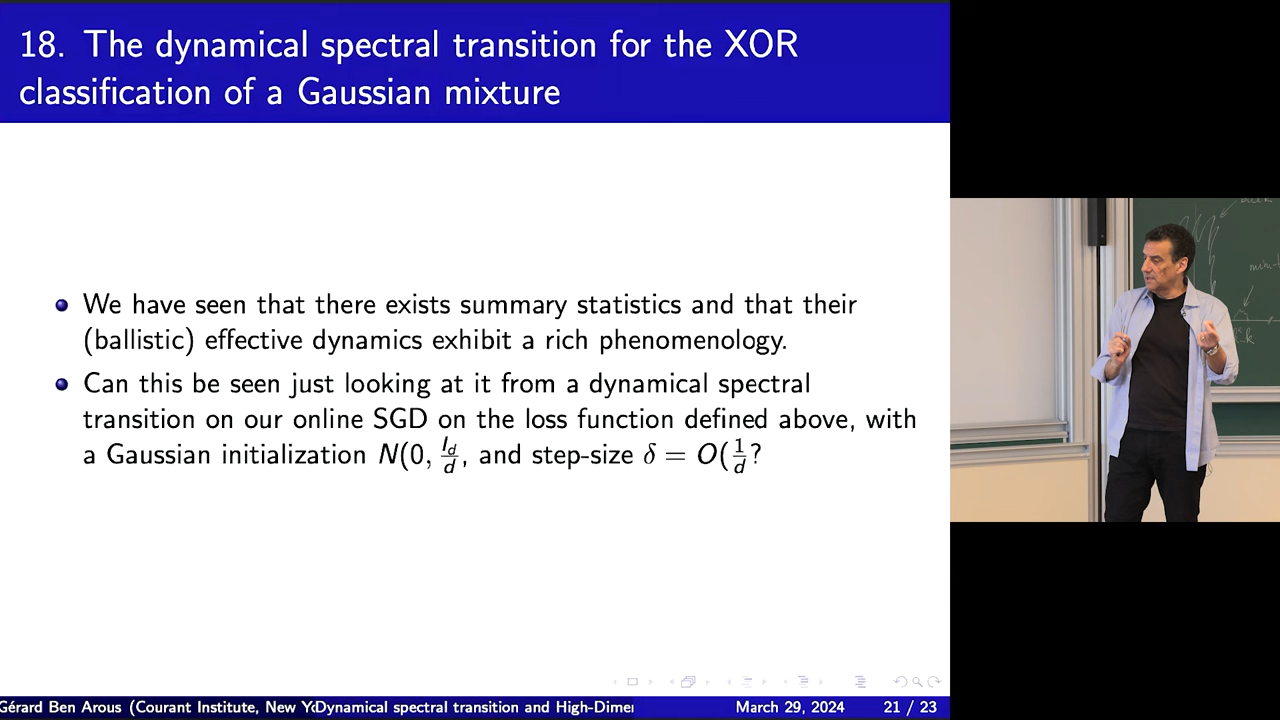 18. The dynamical spectral transition for the XOR
classification of a Gaussian mixture
We have seen that there exists summary statistics and that their
(ballistic) effective dynamics exhibit a rich phenomenology.
Can this be seen just looking at it from a dynamical spectral
transition on our online SGD on the loss function defined above, with
a Gaussian initialization N(0, I_d/d, and step-size δ = O(1/d?
Gérard Ben Arous (Courant Institute, New Yo
Dynamical spectral transition and High-Dimen
March 29, 2024
21 / 23